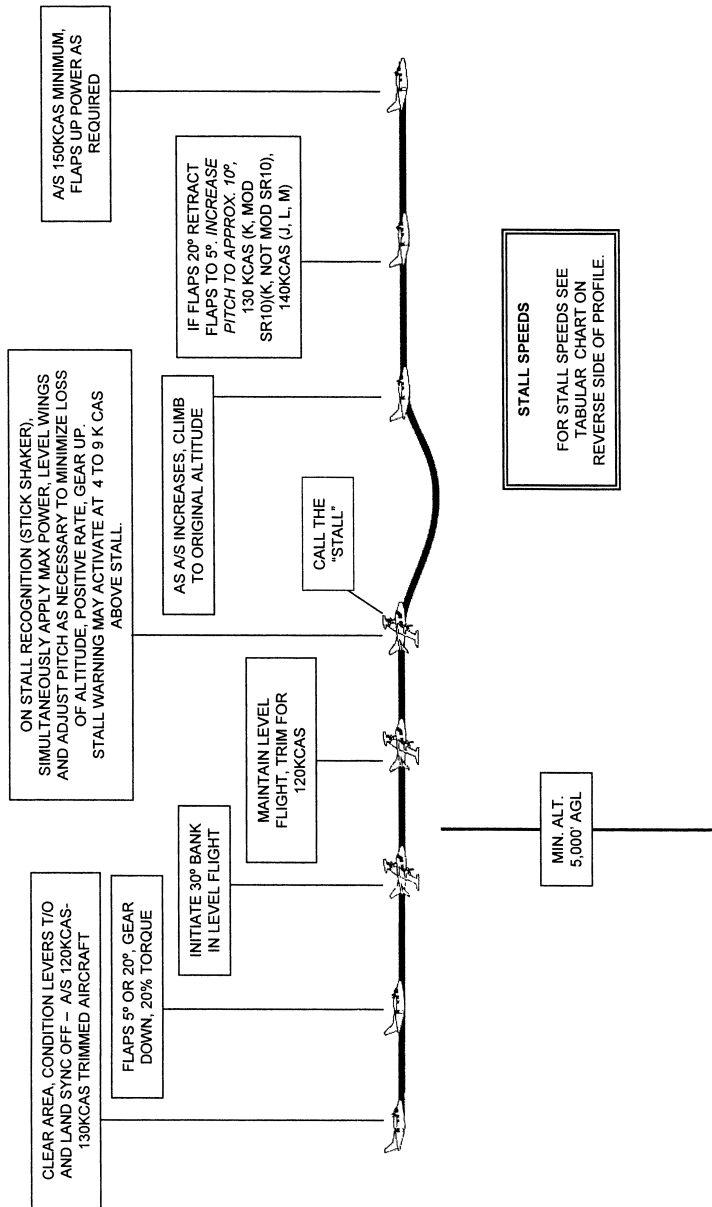 CLEAR AREA, CONDITION LEVERS T/O
AND LAND SYNC OFF – A/S 120KCAS-
130KCAS TRIMMED AIRCRAFT
FLAPS 5º OR 20º, GEAR
DOWN, 20% TORQUE
INITIATE 30º BANK
IN LEVEL FLIGHT
MAINTAIN LEVEL
FLIGHT, TRIM FOR
120KCAS
ON STALL RECOGNITION (STICK SHAKER),
SIMULTANEOUSLY APPLY MAX POWER, LEVEL WINGS
AND ADJUST PITCH AS NECESSARY TO MINIMIZE LOSS
OF ALTITUDE, POSITIVE RATE, GEAR UP.
STALL WARNING MAY ACTIVATE AT 4 TO 9 K CAS
ABOVE STALL.
CALL THE
"STALL"
AS A/S INCREASES, CLIMB
TO ORIGINAL ALTITUDE
IF FLAPS 20º RETRACT
FLAPS TO 5º. INCREASE
PITCH TO APPROX. 10º,
130 KCAS (K, MOD
SR10)(K, NOT MOD SR10),
140KCAS (J, L, M)
A/S 150KCAS MINIMUM,
FLAPS UP POWER AS
REQUIRED
MIN. ALT.
5,000' AGL
STALL SPEEDS
FOR STALL SPEEDS SEE
TABULAR CHART ON
REVERSE SIDE OF PROFILE.